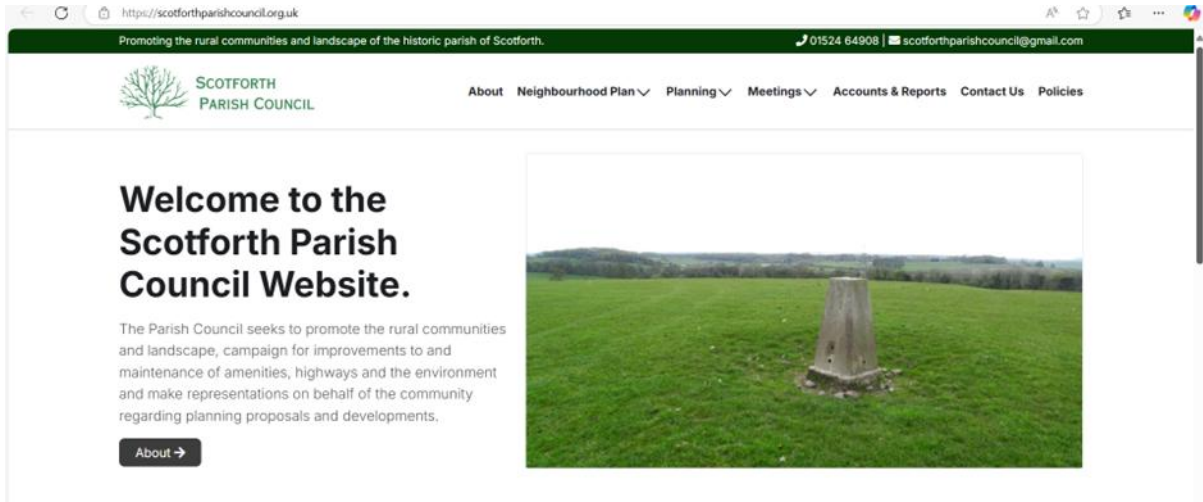 https://scotforthparishcouncil.org.uk
Promoting the rural communities and landscape of the historic parish of Scotforth.
01524 64908 | scotforthparishcouncil@gmail.com
SCOTFORTH
PARISH COUNCIL
About Neighbourhood Plan Planning Meetings Accounts & Reports Contact Us Policies
Welcome to the
Scotforth Parish
Council Website.
The Parish Council seeks to promote the rural communities
and landscape, campaign for improvements to and
maintenance of amenities, highways and the environment
and make representations on behalf of the community
regarding planning proposals and developments.
About →